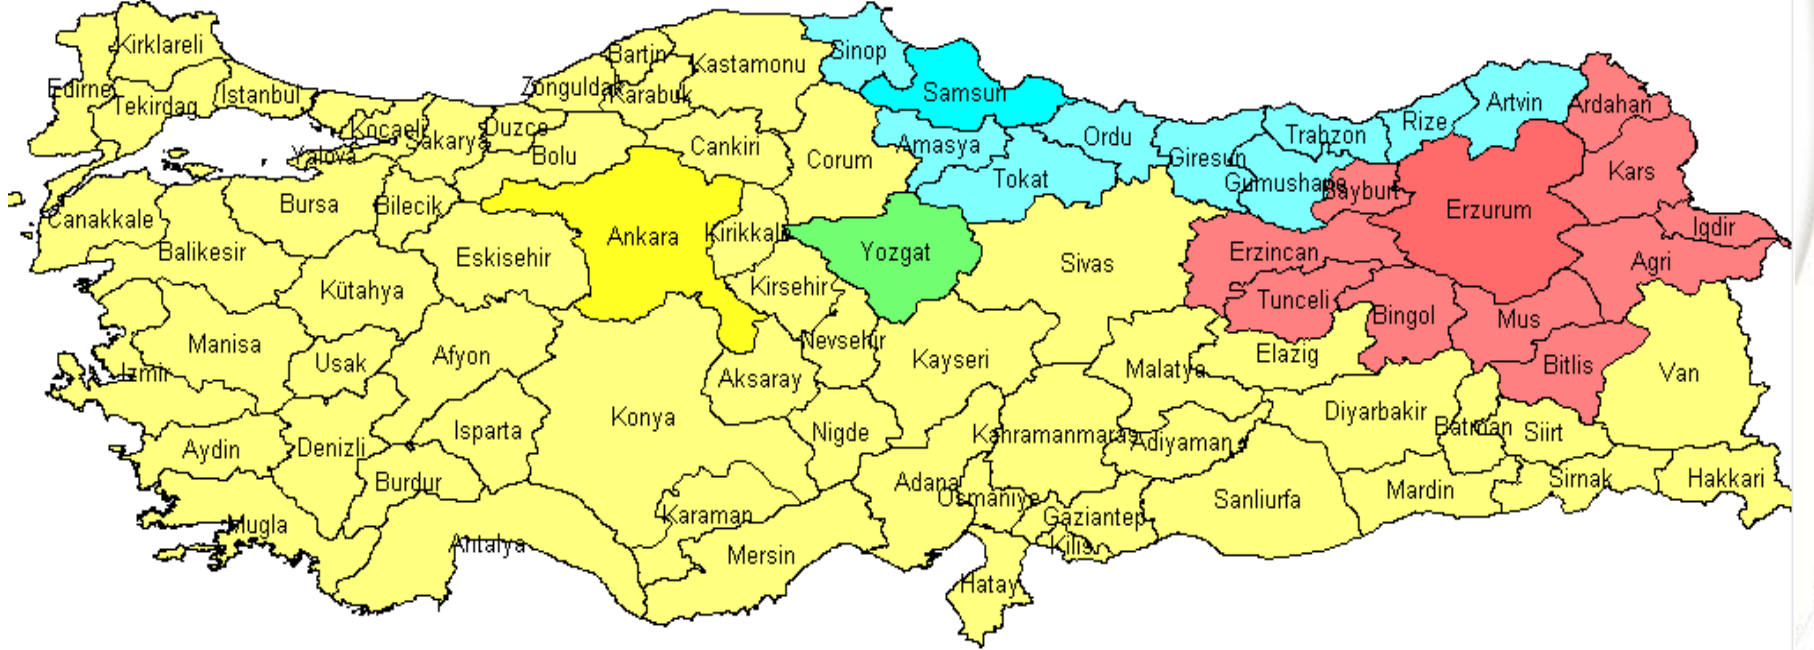 Kirklareli
Edirne
Tekirdag
Istanbul
Kocaeli
Yalova
Sakarya
Duzce
Bolu
Zonguldak
Bartin
Karabuk
Kastamonu
Cankiri
Corum
Sinop
Samsun
Amasya
Tokat
Ordu
Giresun
Trabzon
Gumushane
Rize
Artvin
Ardahan
Kars
Bayburt
Erzurum
Igdir
Agri
Erzincan
Tunceli
Bingol
Mus
Bitlis
Canakkale
Balikesir
Bursa
Bilecik
Eskisehir
Kütahya
Ankara
Kirikkale
Kirsehir
Yozgat
Sivas
Manisa
Izmir
Usak
Afyon
Konya
Aksaray
Nevsehir
Kayseri
Malatya
Elazig
Van
Aydin
Denizli
Isparta
Burdur
Nigde
Kahramanmaras
Adiyaman
Diyarbakir
Batman
Siirt
Mugla
Antalya
Karaman
Mersin
Adana
Osmaniye
Gaziantep
Kilis
Hatay
Sanliurfa
Mardin
Sirnak
Hakkari